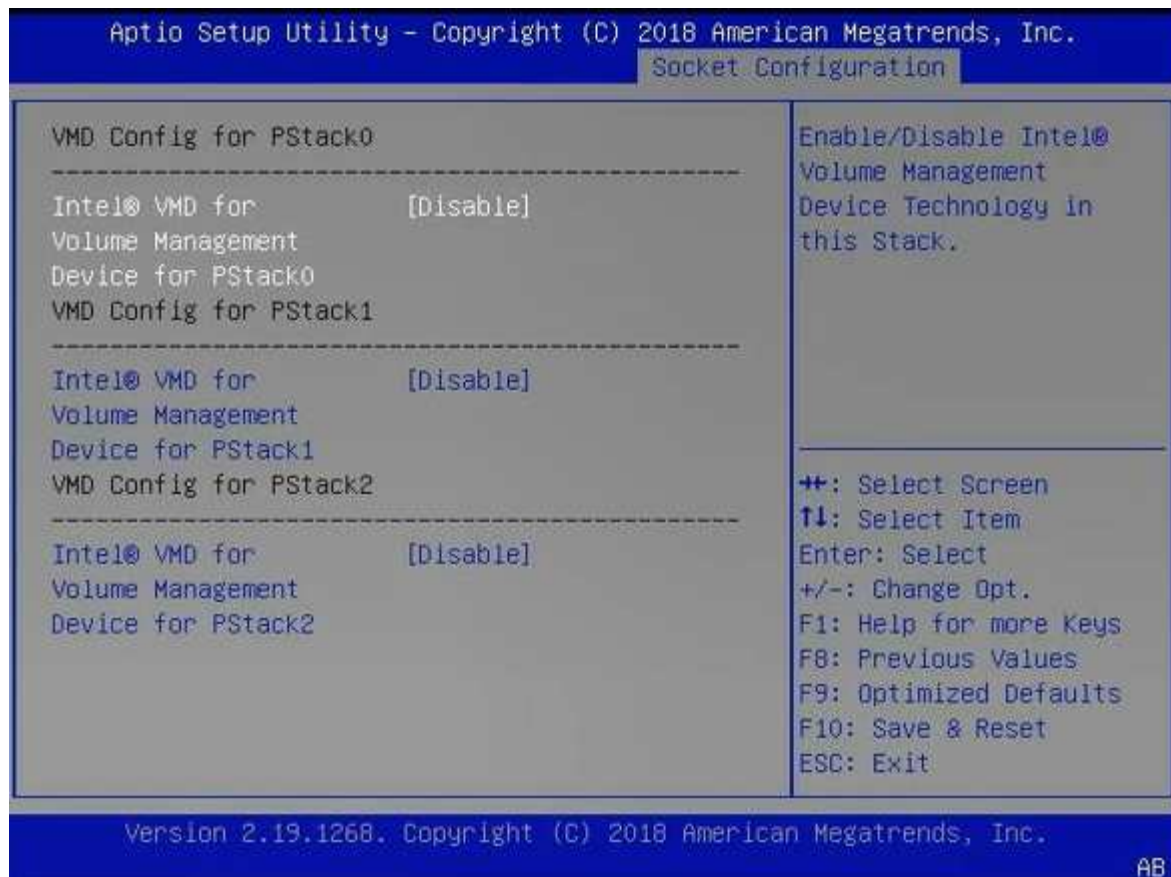 Aptio Setup Utility – Copyright (C) 2018 American Megatrends, Inc.
Socket Configuration
VMD Config for PStack0
-----------------------------------------------
Intel® VMD for [Disable]
Volume Management
Device for PStack0
VMD Config for PStack1
-----------------------------------------------
Intel® VMD for [Disable]
Volume Management
Device for PStack1
VMD Config for PStack2
-----------------------------------------------
Intel® VMD for [Disable]
Volume Management
Device for PStack2
Enable/Disable Intel®
Volume Management
Device Technology in
this Stack.
→←: Select Screen
↑↓: Select Item
Enter: Select
+/-: Change Opt.
F1: Help for more Keys
F8: Previous Values
F9: Optimized Defaults
F10: Save & Reset
ESC: Exit
Version 2.19.1268. Copyright (C) 2018 American Megatrends, Inc.
AB